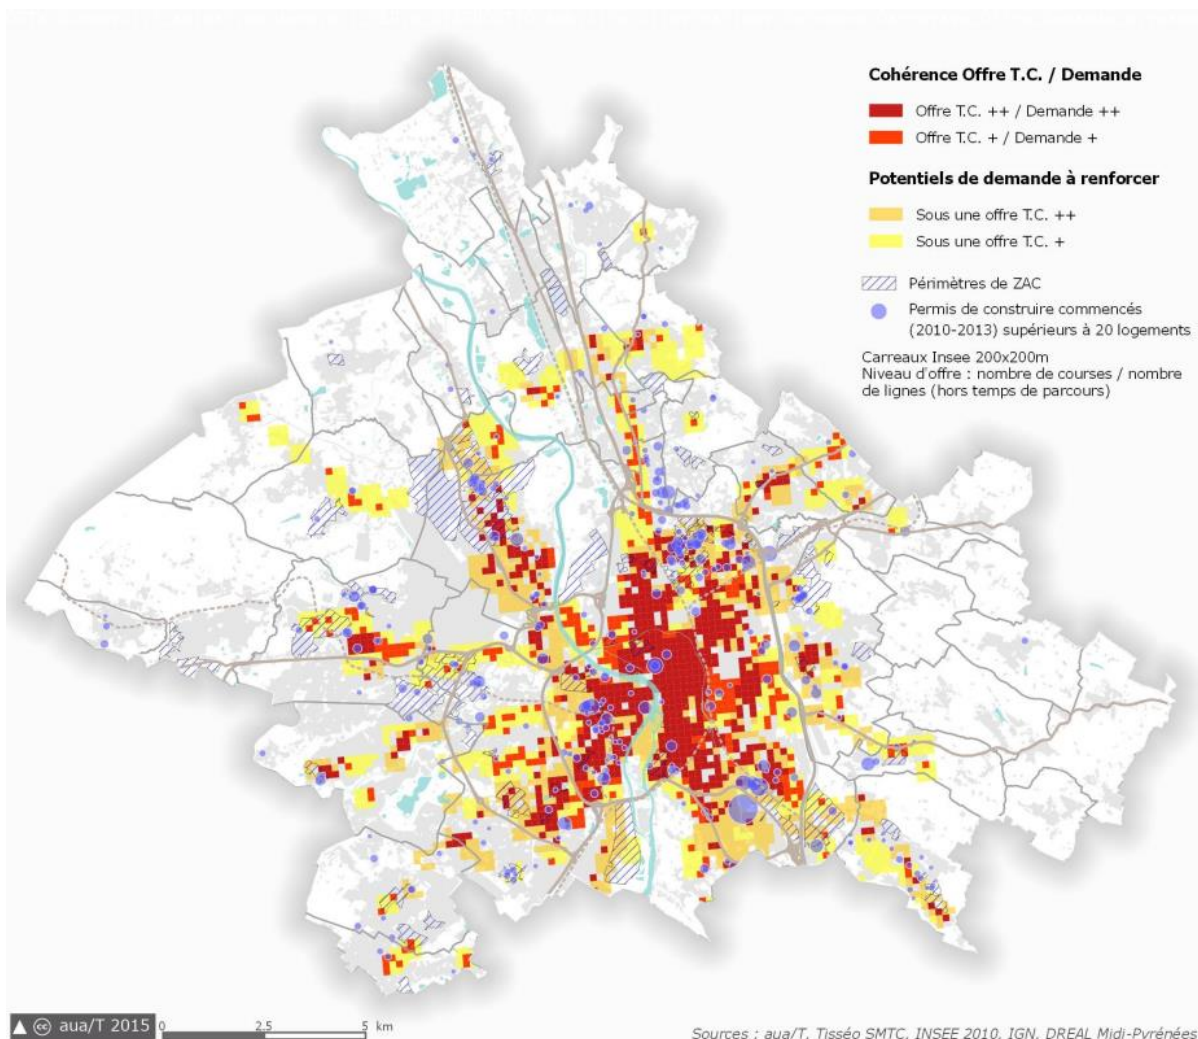 Cohérence Offre T.C. / Demande
Offre T.C. ++ / Demande ++
Offre T.C. + / Demande +
Potentiels de demande à renforcer
Sous une offre T.C. ++
Sous une offre T.C. +
Périmètres de ZAC
Permis de construire commencés
(2010-2013) supérieurs à 20 logements
Carreaux Insee 200x200m
Niveau d'offre : nombre de courses / nombre
de lignes (hors temps de parcours)
cc aua/T 2015
0 2.5 5 km
Sources : aua/T, Tisséo SMTC, INSEE 2010, IGN, DREAL Midi-Pyrénées